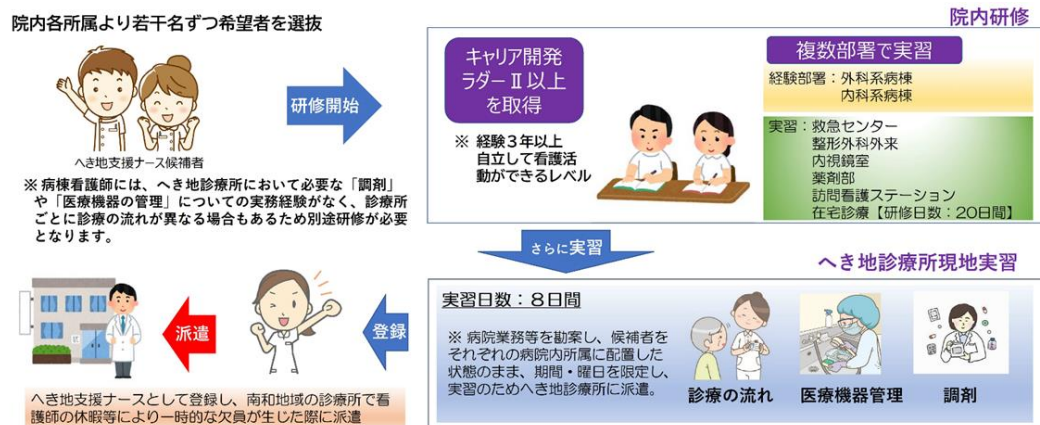 院内各所属より若干名ずつ希望者を選抜
へき地支援ナース候補者
※ 病棟看護師には、へき地診療所において必要な「調剤」
や「医療機器の管理」についての実務経験がなく、診療所
ごとに診療の流れが異なる場合もあるため別途研修が必要
となります。
研修開始
院内研修
キャリア開発
ラダーⅡ以上
を取得
※ 経験３年以上
自立して看護活
動ができるレベル
複数部署で実習
経験部署：外科系病棟
内科系病棟
実習：救急センター
整形外科外来
内視鏡室
薬剤部
訪問看護ステーション
在宅診療【研修日数：20日間】
さらに実習
へき地診療所現地実習
実習日数：８日間
※ 病院業務等を勘案し、候補者を
それぞれの病院内所属に配置した
状態のまま、期間・曜日を限定し、
実習のためへき地診療所に派遣。
診療の流れ
医療機器管理
調剤
登録
派遣
へき地支援ナースとして登録し、南和地域の診療所で看
護師の休暇等により一時的な欠員が生じた際に派遣